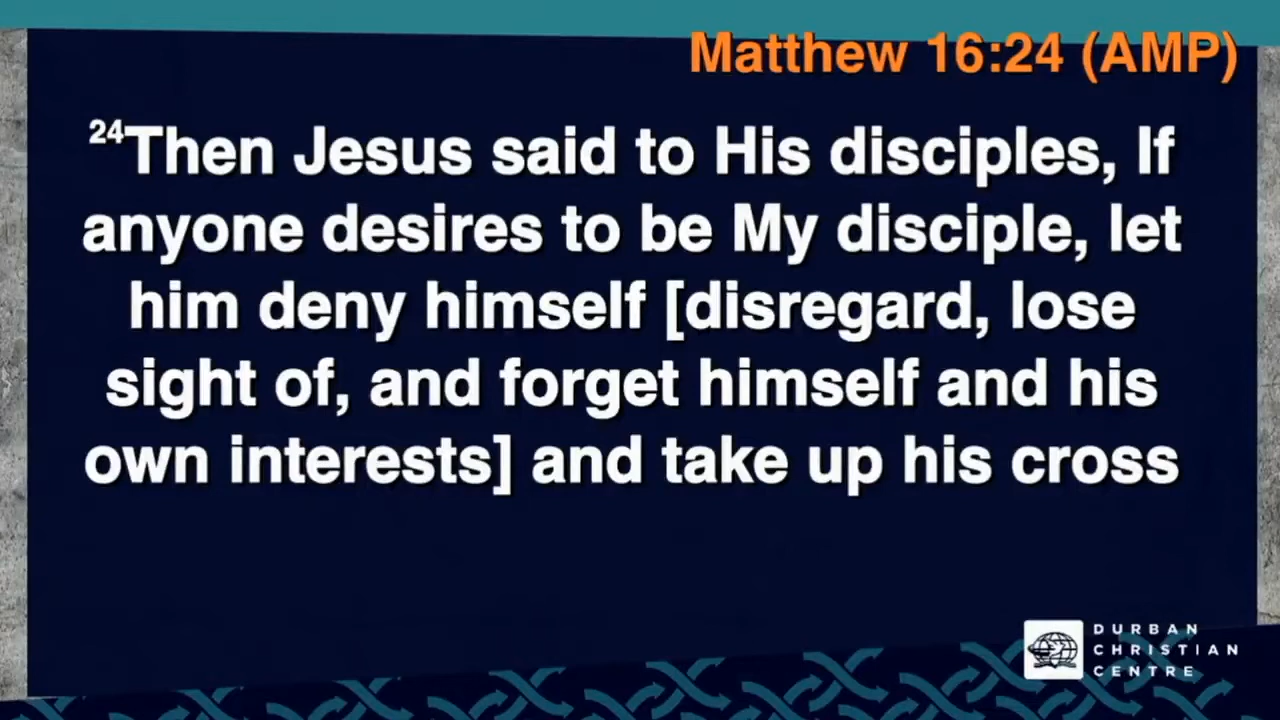 Matthew 16:24 (AMP)
24Then Jesus said to His disciples, If
anyone desires to be My disciple, let
him deny himself [disregard, lose
sight of, and forget himself and his
own interests] and take up his cross
DURBAN
CHRISTIAN
CENTRE